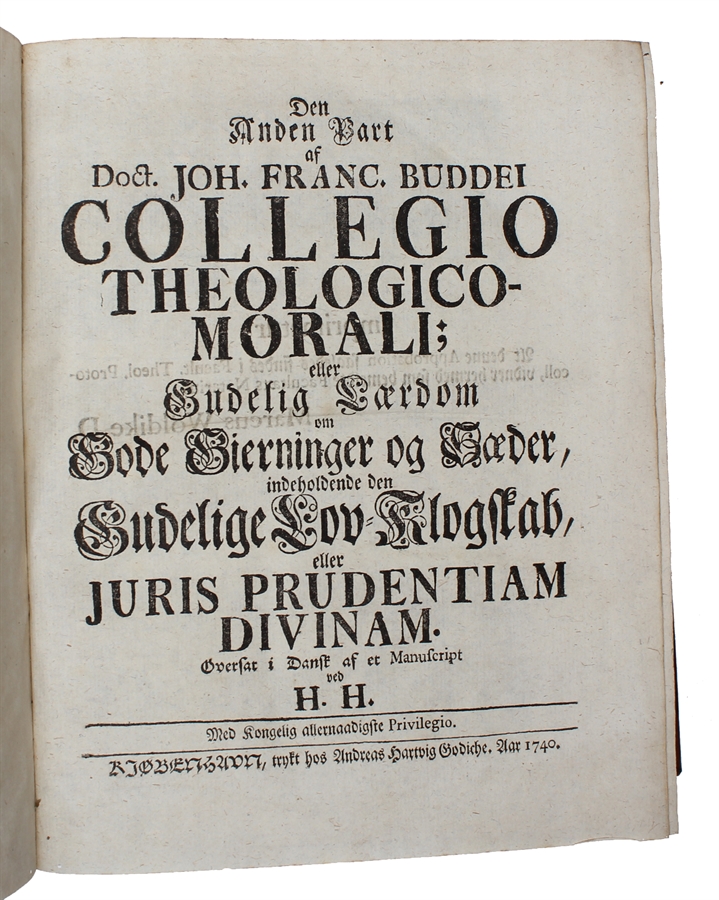 Den
Anden Part
af
Doct. JOH. FRANC. BUDDEI
COLLEGIO
THEOLOGICO-
MORALI;
eller
Gudelig Lærdom
om
Gode Gierninger og Sæder,
indeholdende den
Gudelige Lov-Klogskab,
eller
JURIS PRUDENTIAM
DIVINAM.
Oversat i Dansk af et Manuscript
ved
H. H.
Med Kongelig allernaadigste Privilegio.
KIØBENHAVN, trykt hos Andreas Hartvig Godiche. Aar 1740.